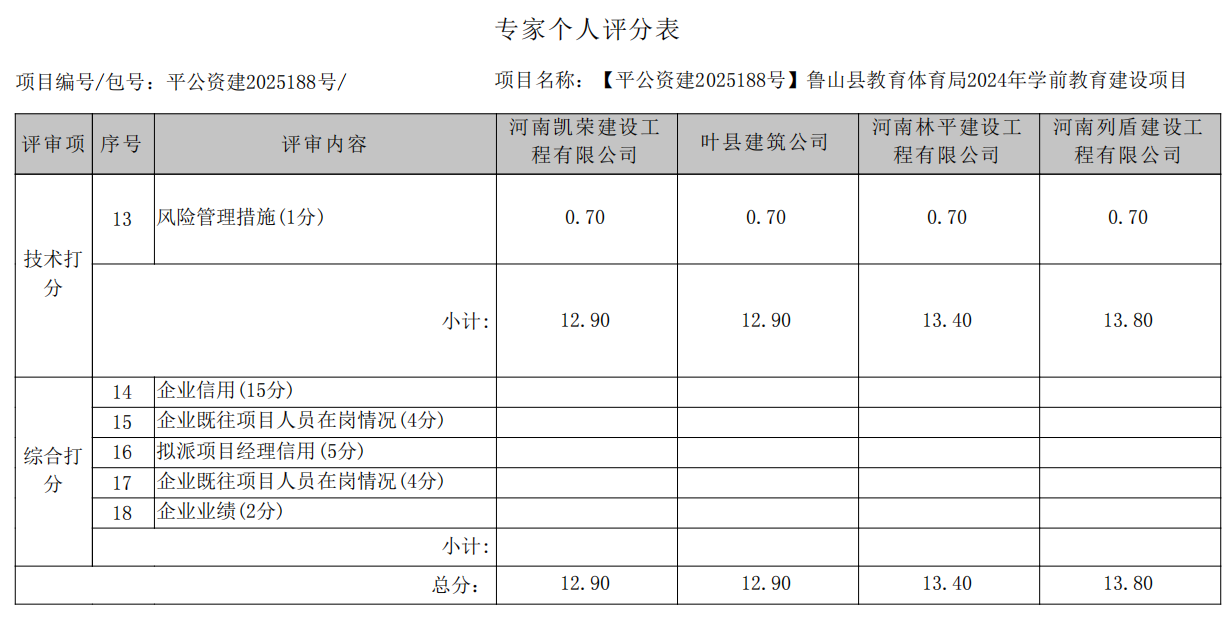 专家个人评分表
项目编号/包号：平公资建2025188号/ 项目名称：【平公资建2025188号】鲁山县教育体育局2024年学前教育建设项目
评审项 序号 评审内容 河南凯荣建设工程有限公司 叶县建筑公司 河南林平建设工程有限公司 河南列盾建设工程有限公司
技术打分
13 风险管理措施(1分) 0.70 0.70 0.70 0.70
小计: 12.90 12.90 13.40 13.80
综合打分
14 企业信用(15分)
15 企业既往项目人员在岗情况(4分)
16 拟派项目经理信用(5分)
17 企业既往项目人员在岗情况(4分)
18 企业业绩(2分)
小计:
总分： 12.90 12.90 13.40 13.80